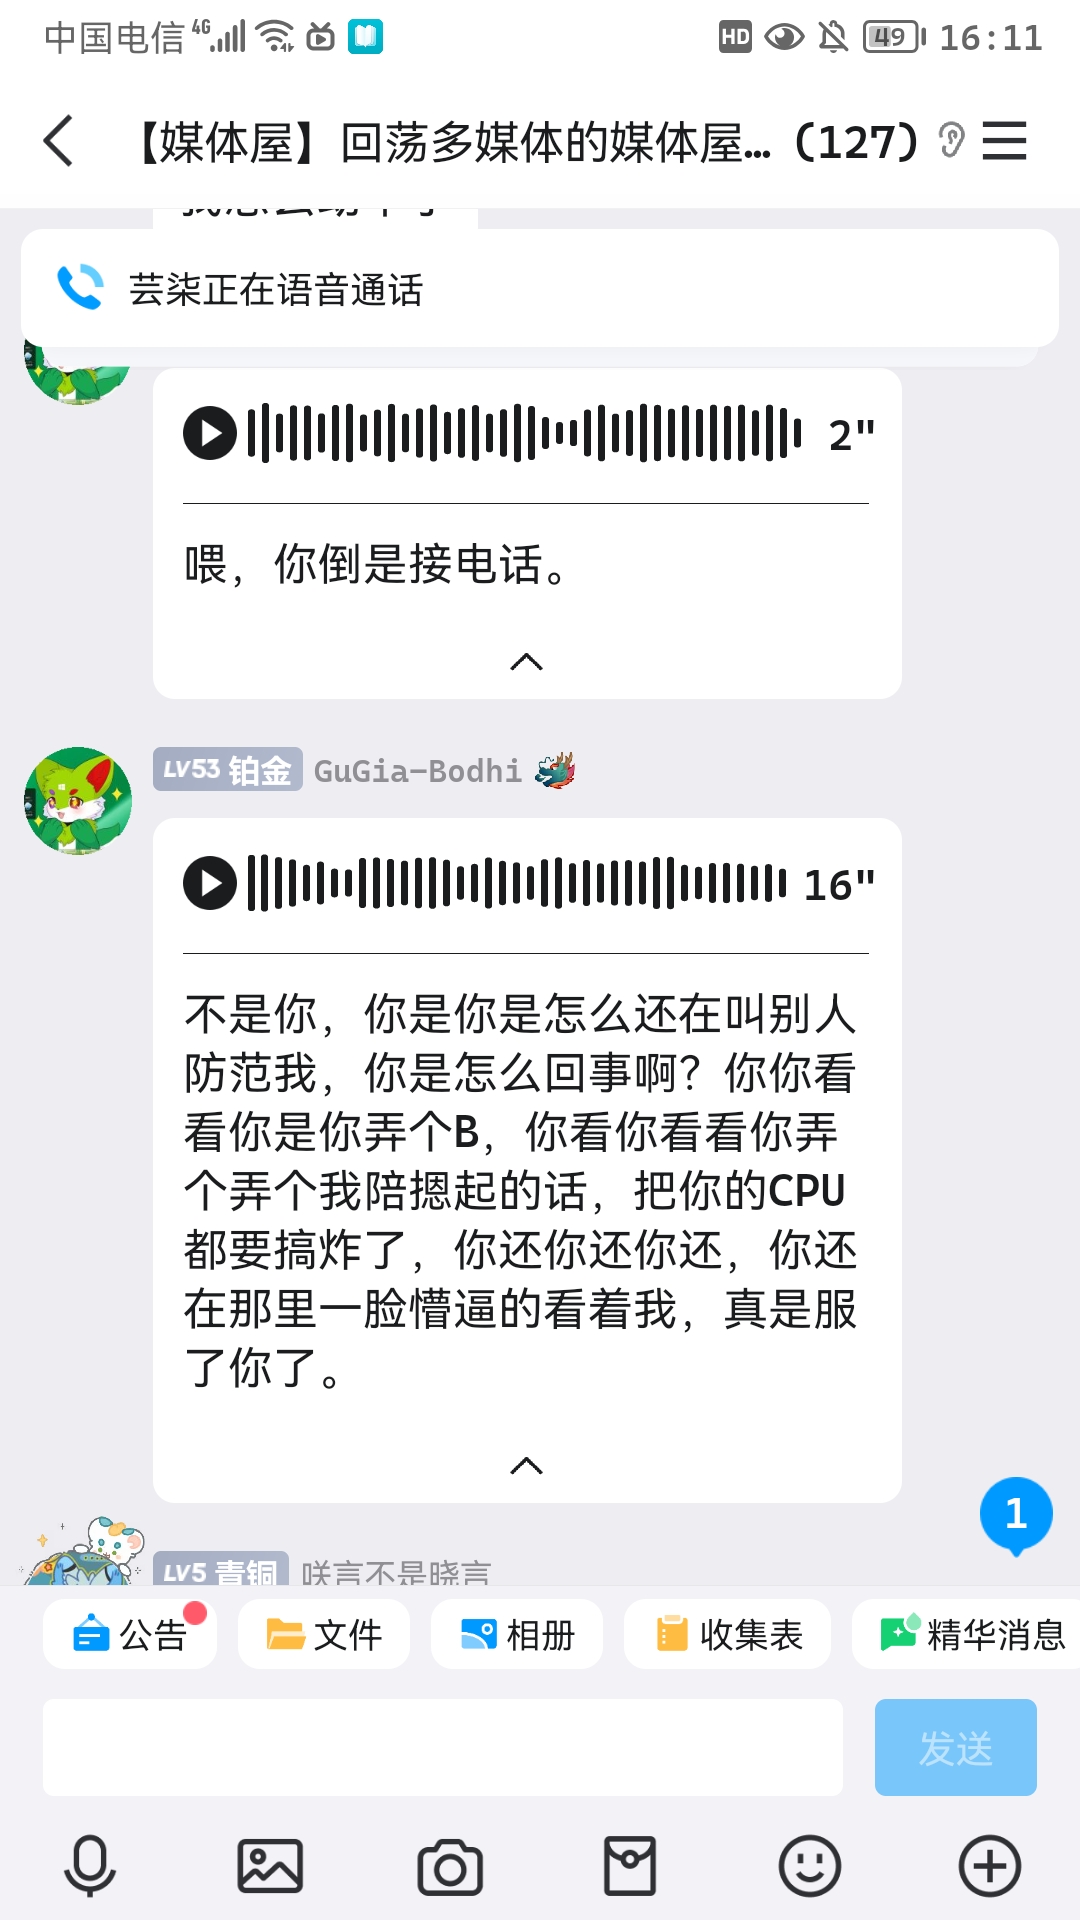 中国电信 4G HD 49 16:11
【媒体屋】回荡多媒体的媒体屋... (127)
芸柒正在语音通话
2"
喂，你倒是接电话。
LV53 铂金 GuGia-Bodhi
16"
不是你，你是你是怎么还在叫别人
防范我，你是怎么回事啊？你你看
看你是你弄个B，你看你看看你弄
个弄个我陪摁起的话，把你的CPU
都要搞炸了，你还你还你还，你还
在那里一脸懵逼的看着我，真是服
了你了。
1
LV5 青铜 咲言不是晓言
公告 文件 相册 收集表 精华消息
发送